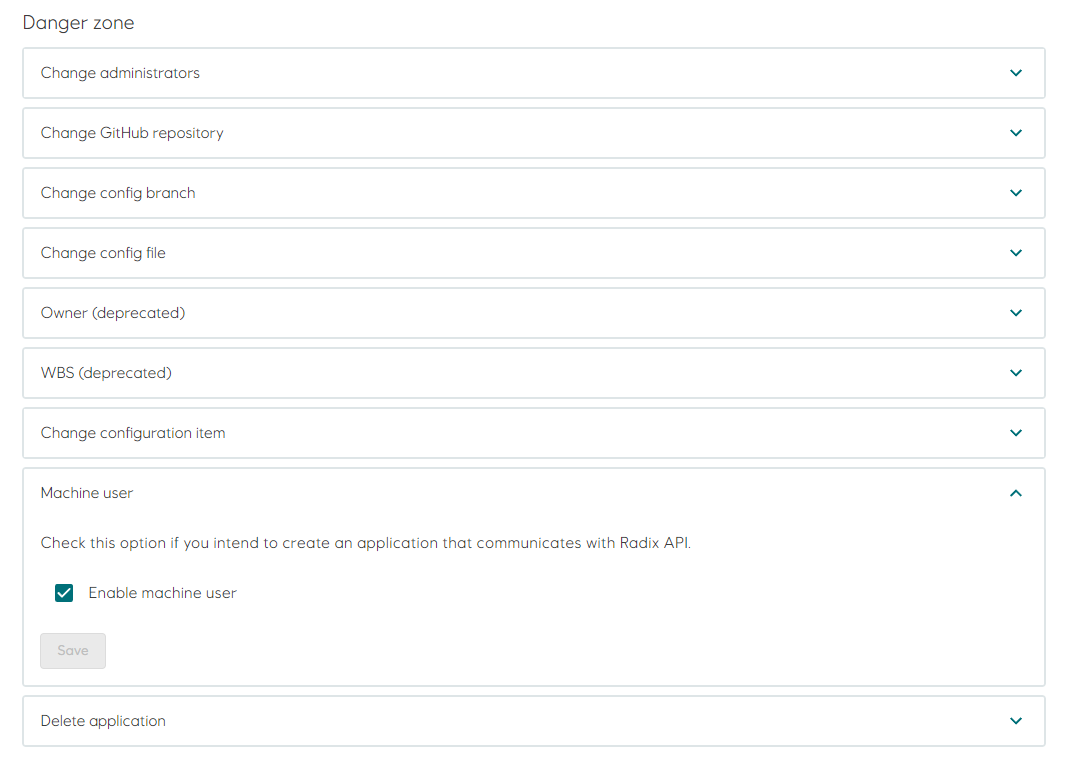 Danger zone
Change administrators
Change GitHub repository
Change config branch
Change config file
Owner (deprecated)
WBS (deprecated)
Change configuration item
Machine user
Check this option if you intend to create an application that communicates with Radix API.
Enable machine user
Save
Delete application